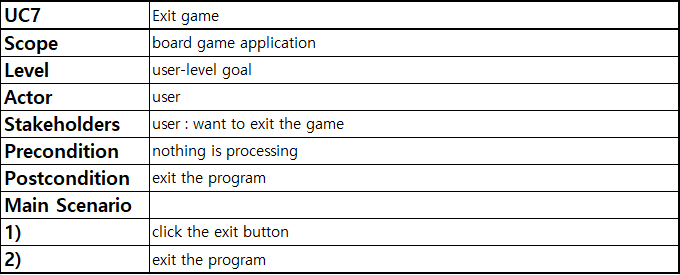 UC7 Exit game
Scope board game application
Level user-level goal
Actor user
Stakeholders user : want to exit the game
Precondition nothing is processing
Postcondition exit the program
Main Scenario
1) click the exit button
2) exit the program